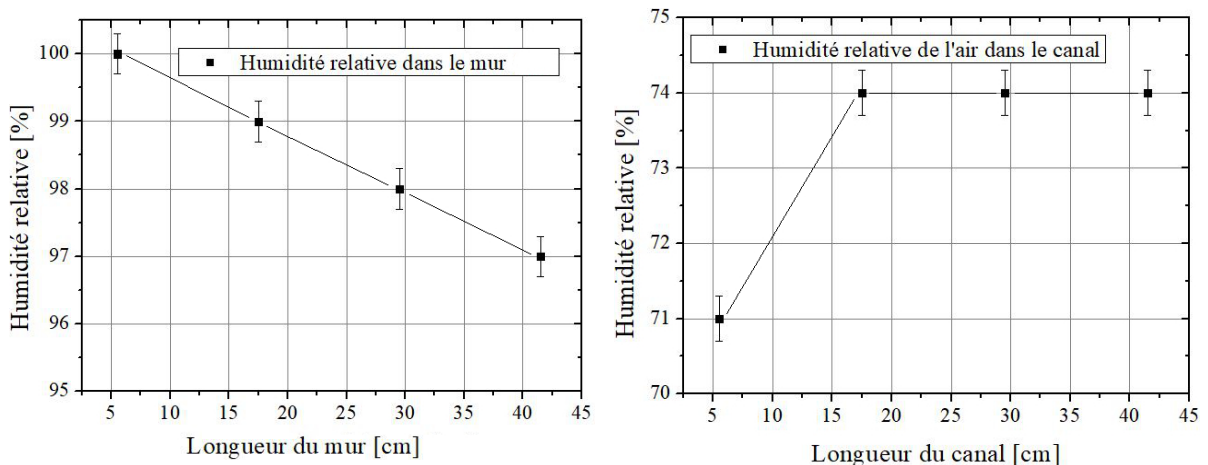 Humidité relative [%]
100
99
98
97
96
95
Humidité relative dans le mur
5 10 15 20 25 30 35 40 45
Longueur du mur [cm]
Humidité relative [%]
75
74
73
72
71
70
Humidité relative de l'air dans le canal
5 10 15 20 25 30 35 40 45
Longueur du canal [cm]